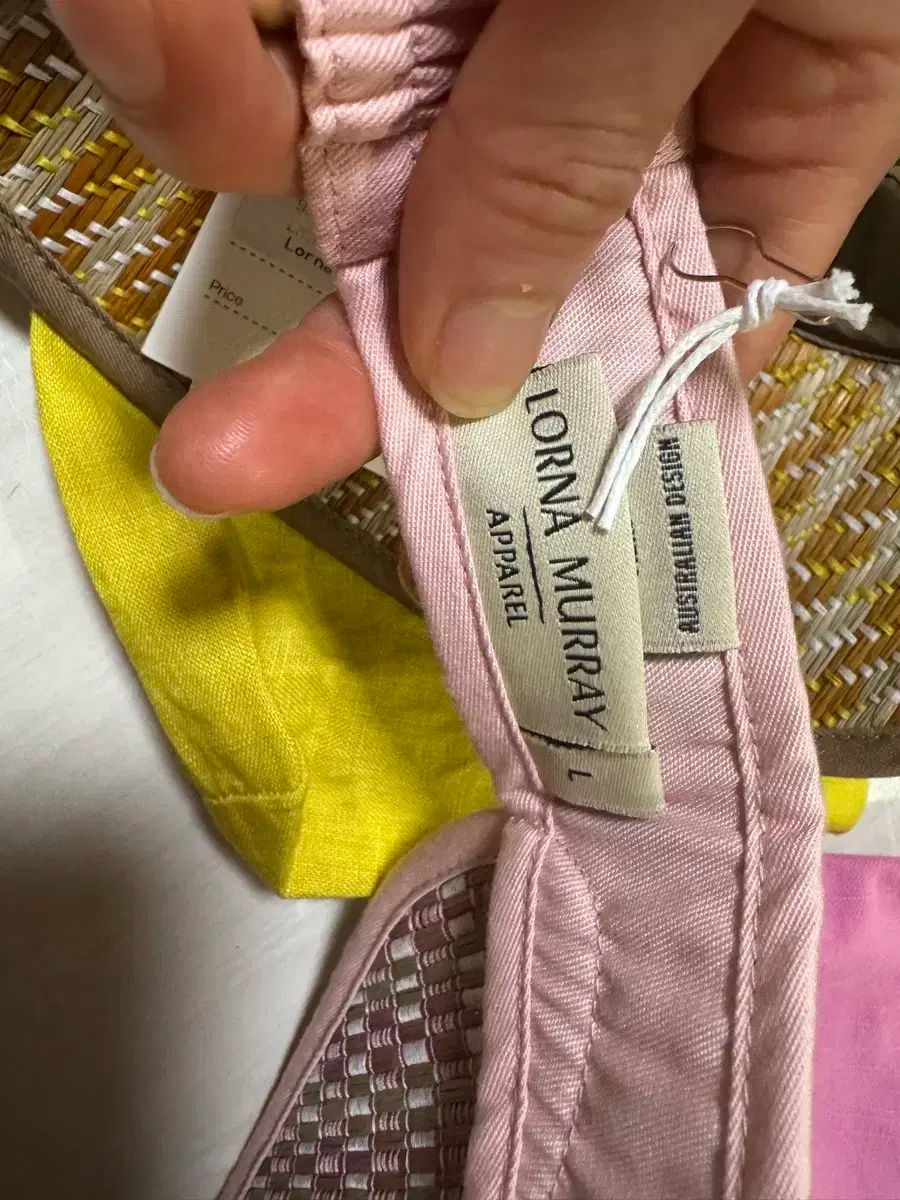 Lorna
Price
LORNA MURRAY
APPAREL
L
AUSTRALIAN DESIGN